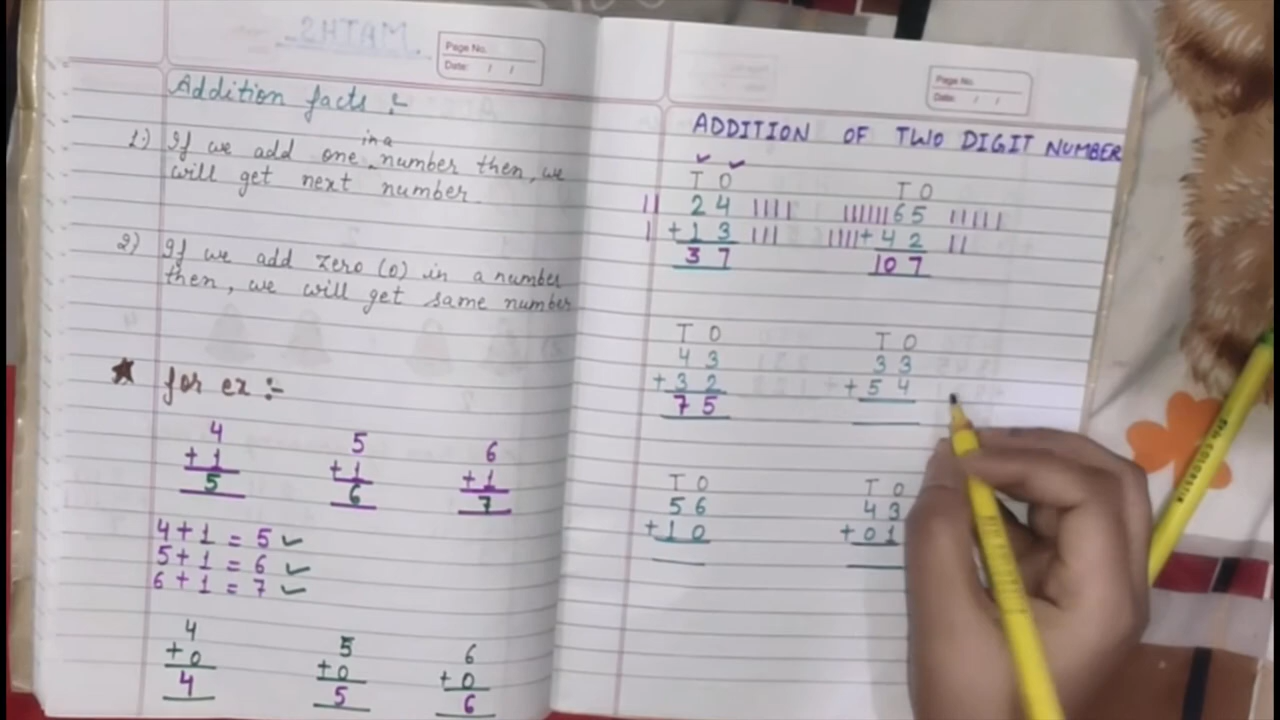 MATHS
Page No.
Date: / /
Addition facts :-
1.) If we add one in a number then, we
will get next number
2) If we add zero (0) in a number
then, we will get same number
for ex :-
4 5 6
+1 +1 +1
5 6 7
4+1 = 5 ✓
5+1 = 6 ✓
6+1 = 7 ✓
4 5 6
+0 +0 +0
4 5 6
Page No.
Date: / /
ADDITION OF TWO DIGIT NUMBER
✓ ✓
T O T O
24 65
+13 +42
37 107
T O T O
43 33
+32 +54
75
T O T O
56 43
+10 +01